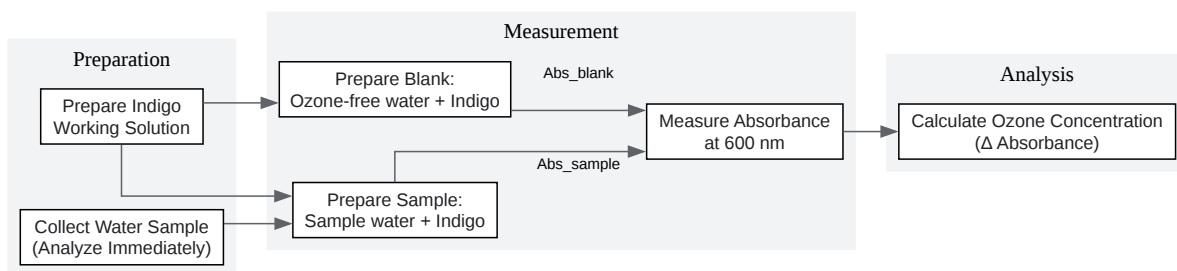 Preparation
Prepare Indigo
Working Solution
Collect Water Sample
(Analyze Immediately)
Measurement
Prepare Blank:
Ozone-free water + Indigo
Abs_blank
Prepare Sample:
Sample water + Indigo
Abs_sample
Measure Absorbance
at 600 nm
Analysis
Calculate Ozone Concentration
(Δ Absorbance)